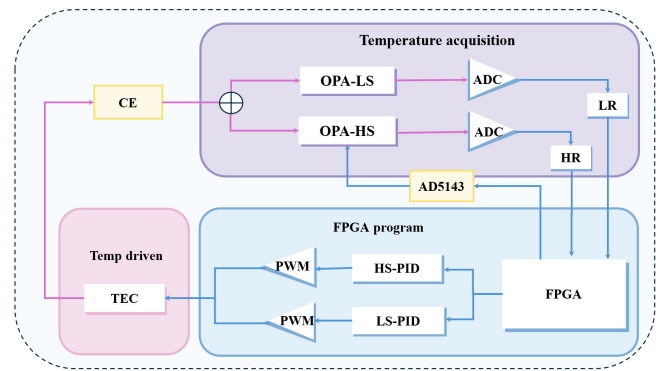 Temperature acquisition
OPA-LS
ADC
CE
LR
OPA-HS
ADC
HR
AD5143
FPGA program
Temp driven
PWM
HS-PID
TEC
FPGA
PWM
LS-PID